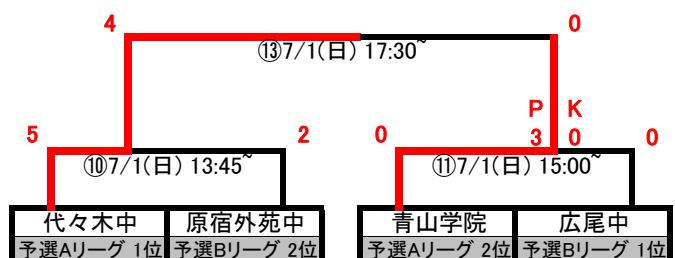 4 0
⑬7/1(日) 17:30~
P K
5 2 0 3 0 0
⑩7/1(日) 13:45~ ⑪7/1(日) 15:00~
代々木中 原宿外苑中 青山学院 広尾中
予選Aリーグ 1位 予選Bリーグ 2位 予選Aリーグ 2位 予選Bリーグ 1位